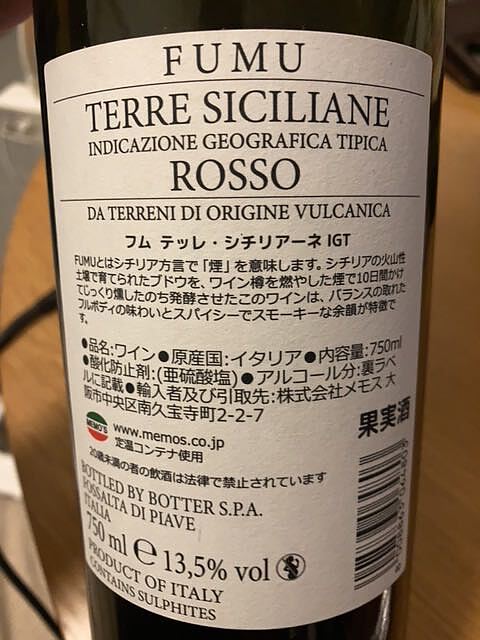 FUMU
TERRE SICILIANE
INDICAZIONE GEOGRAFICA TIPICA
ROSSO
DA TERRENI DI ORIGINE VULCANICA
フム テッレ・シチリアーネ IGT
FUMUとはシチリア方言で「煙」を意味します。シチリアの火山性
土壌で育てられたブドウを、ワイン樽を燃やした煙で10日間かけ
てじっくり燻したのち発酵させたこのワインは、バランスの取れた
フルボディの味わいとスパイシーでスモーキーな余韻が特徴で
す。
●品名:ワイン●原産国:イタリア●内容量:750ml
●酸化防止剤:(亜硫酸塩)●アルコール分:裏ラベ
ルに記載●輸入者及び引取先:株式会社メモス 大
阪市中央区南久宝寺町2-2-7
果実酒
MEMO'S
www.memos.co.jp
定温コンテナ使用
20歳未満の者の飲酒は法律で禁止されています
BOTTLED BY BOTTER S.P.A.
FOSSALTA DI PIAVE
ITALIA
750 ml e 13,5% vol
PRODUCT OF ITALY
CONTAINS SULPHITES